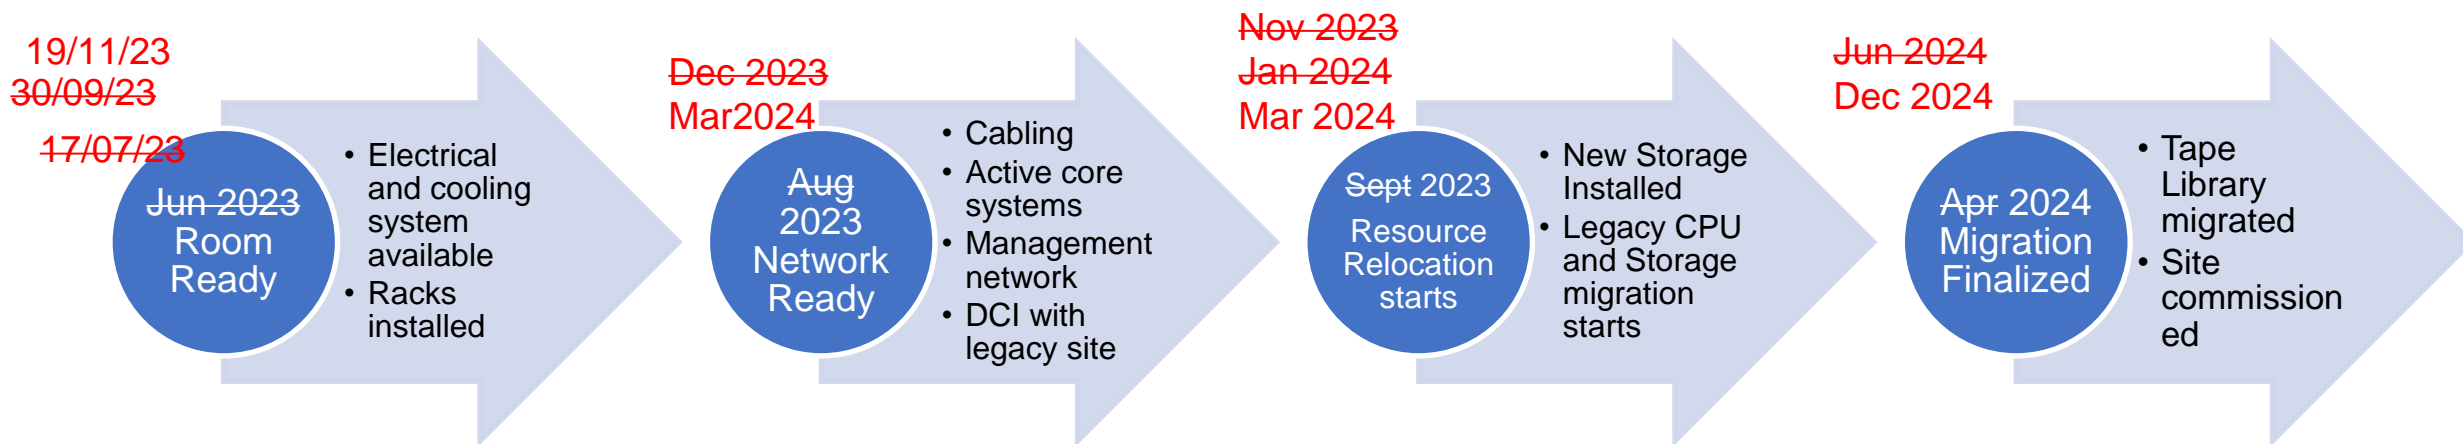 19/11/23
30/09/23
17/07/23
Jun 2023
Room
Ready
• Electrical
and cooling
system
available
• Racks
installed
Dec 2023
Mar2024
Aug
2023
Network
Ready
• Cabling
• Active core
systems
• Management
network
• DCI with
legacy site
Nov 2023
Jan 2024
Mar 2024
Sept 2023
Resource
Relocation
starts
• New Storage
Installed
• Legacy CPU
and Storage
migration
starts
Jun 2024
Dec 2024
Apr 2024
Migration
Finalized
• Tape
Library
migrated
• Site
commission
ed